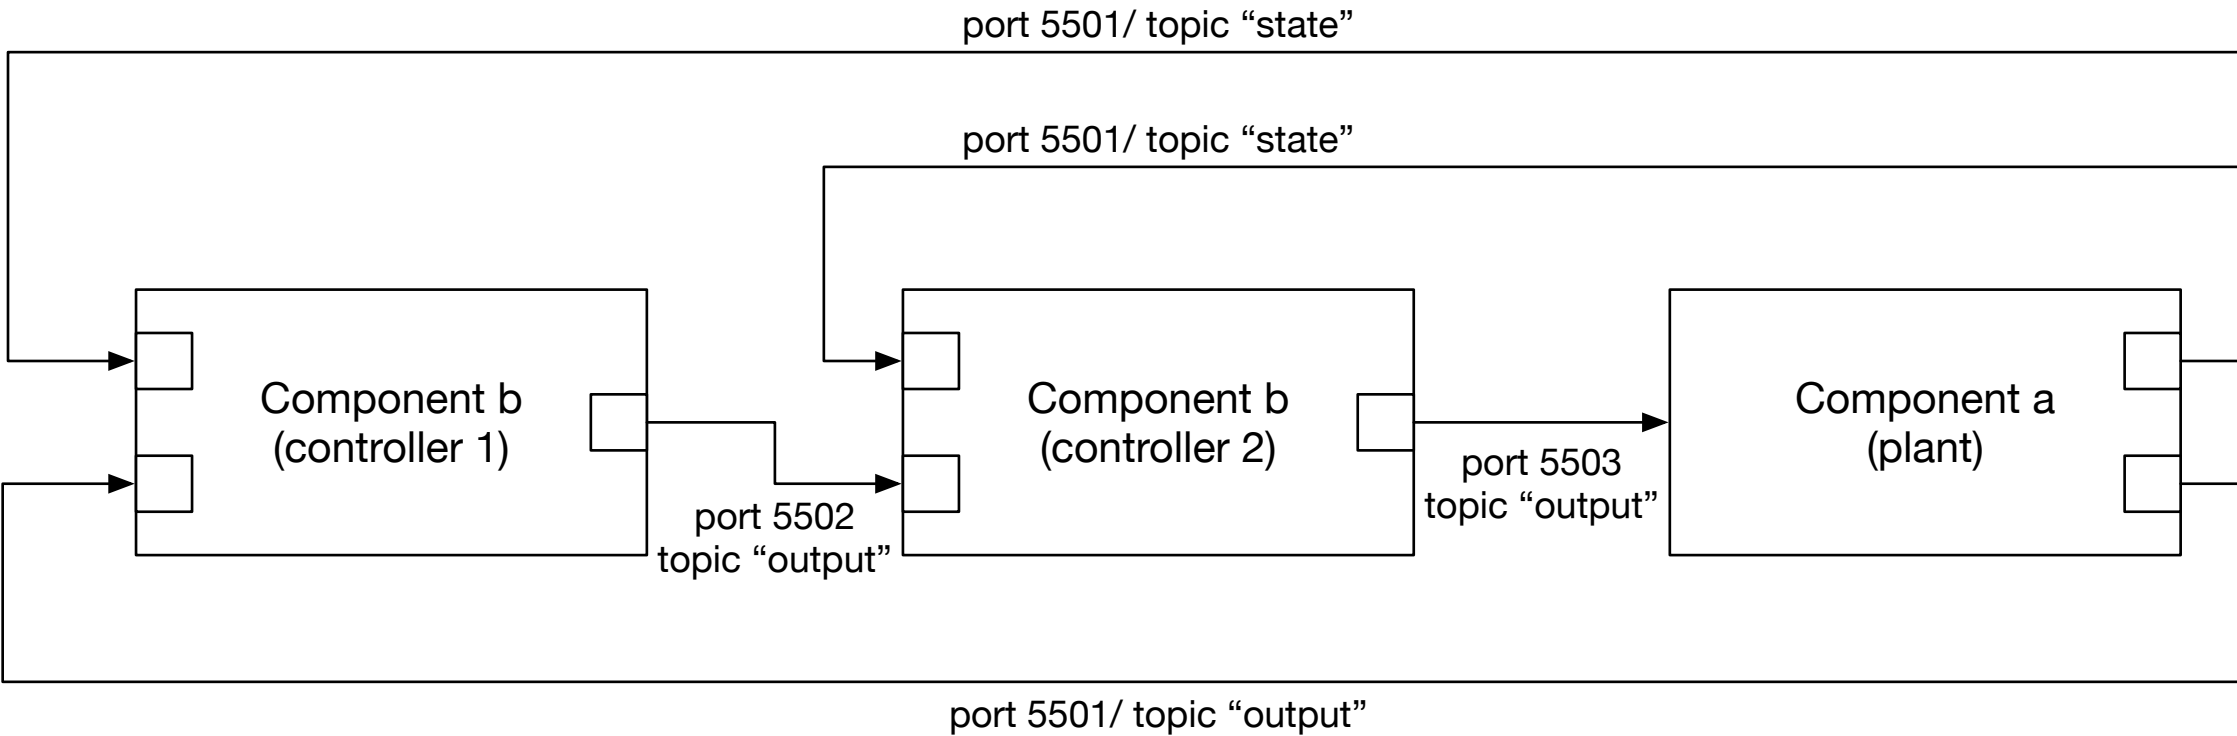 port 5501/ topic “state”
port 5501/ topic “state”
Component b
(controller 1)
port 5502
topic “output”
Component b
(controller 2)
port 5503
topic “output”
Component a
(plant)
port 5501/ topic “output”